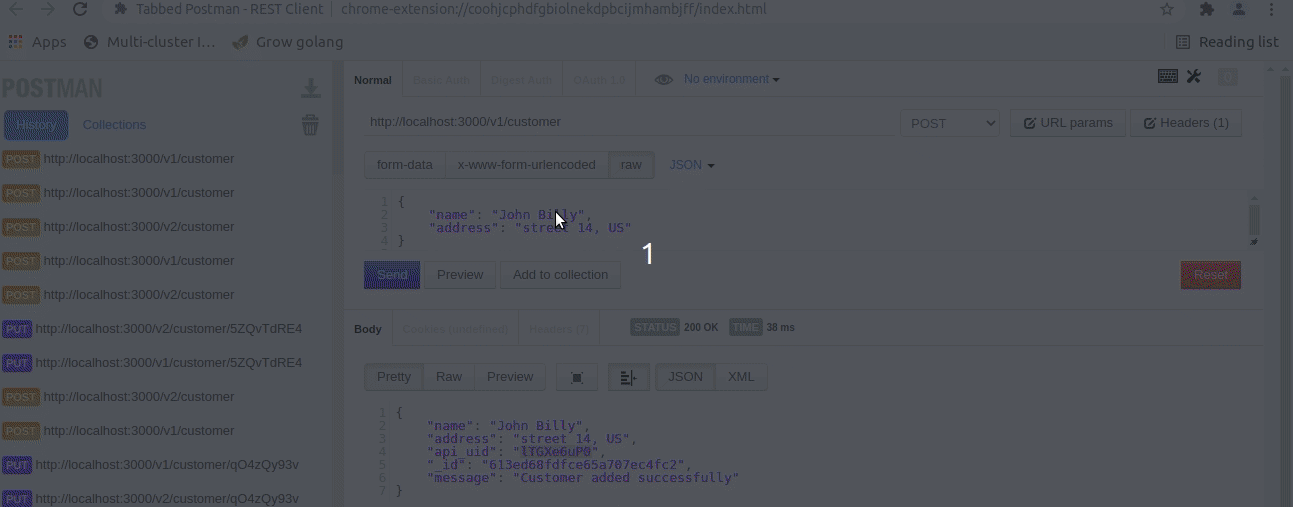 Tabbed Postman - REST Client chrome-extension://coohjcphdfgbiolnekdpbcijmhambjff/index.html
Apps Multi-cluster I... Grow golang Reading list
POSTMAN
Normal Basic Auth Digest Auth OAuth 1.0 No environment 0
History Collections
http://localhost:3000/v1/customer POST URL params Headers (1)
form-data x-www-form-urlencoded raw JSON
POST http://localhost:3000/v1/customer
POST http://localhost:3000/v1/customer
POST http://localhost:3000/v2/customer
POST http://localhost:3000/v1/customer
POST http://localhost:3000/v2/customer
PUT http://localhost:3000/v2/customer/5ZQvTdRE4
PUT http://localhost:3000/v1/customer/5ZQvTdRE4
POST http://localhost:3000/v2/customer
POST http://localhost:3000/v1/customer
PUT http://localhost:3000/v1/customer/qO4zQy93v
PUT http://localhost:3000/v2/customer/qO4zQy93v
1 {
2 "name": "John Billy",
3 "address": "street 14, US"
4 }
1
Send Preview Add to collection Reset
Body Cookies (undefined) Headers (7) STATUS 200 OK TIME 38 ms
Pretty Raw Preview JSON XML
1 {
2 "name": "John Billy",
3 "address": "street 14, US",
4 "api_uid":
5 "_id": "613ed68fdfce65a707ec4fc2",
6 "message": "Customer added successfully"
7 }